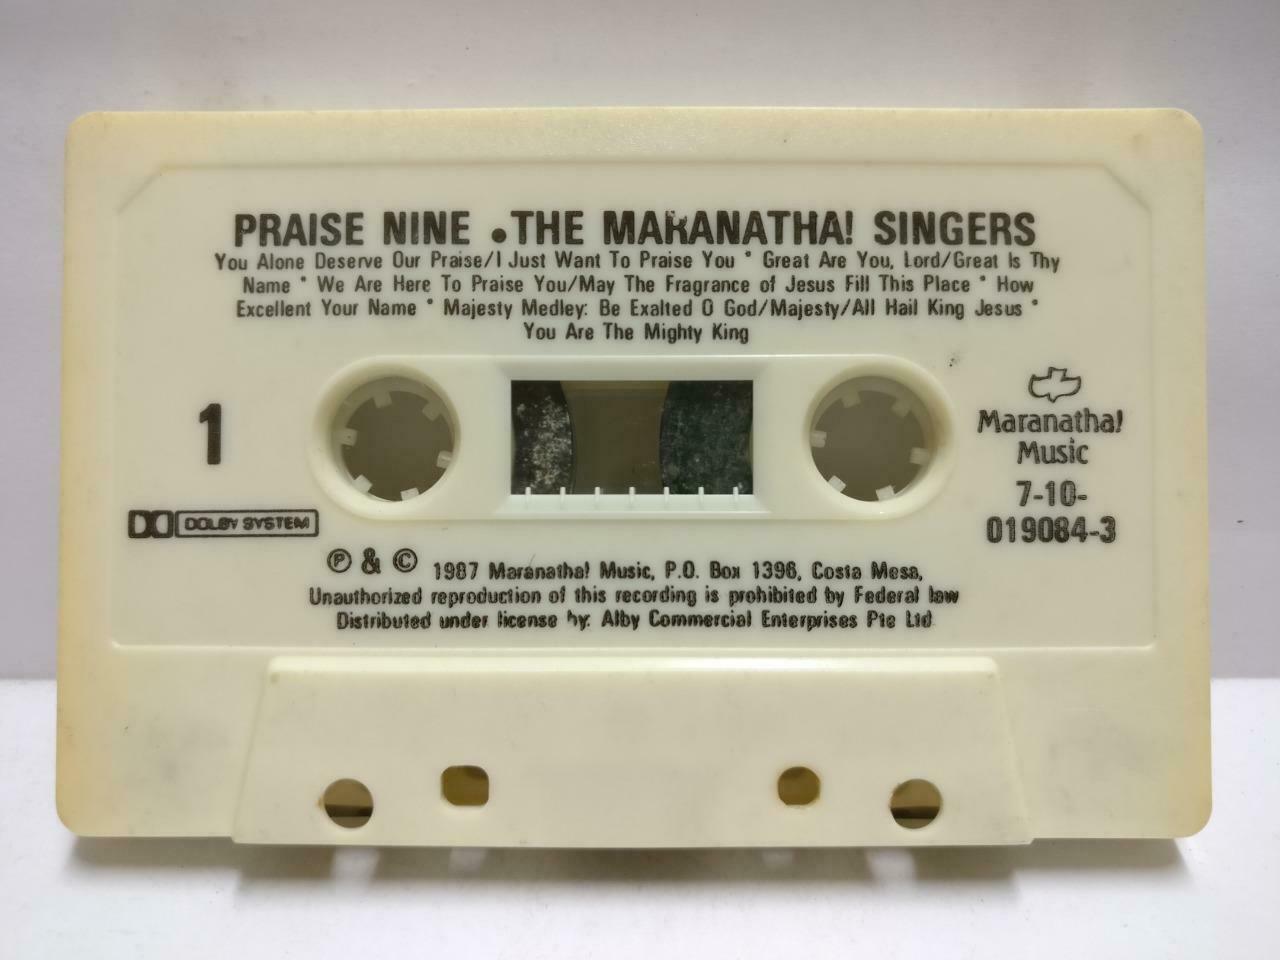 PRAISE NINE • THE MARANATHA! SINGERS
You Alone Deserve Our Praise/I Just Want To Praise You * Great Are You, Lord/Great Is Thy
Name * We Are Here To Praise You/May The Fragrance of Jesus Fill This Place * How
Excellent Your Name * Majesty Medley: Be Exalted O God/Majesty/All Hail King Jesus *
You Are The Mighty King
1
DOLBY SYSTEM
Maranatha!
Music
7-10-
019084-3
℗ & © 1987 Maranatha! Music, P.O. Box 1396, Costa Mesa,
Unauthorized reproduction of this recording is prohibited by Federal law
Distributed under license by: Alby Commercial Enterprises Pte Ltd